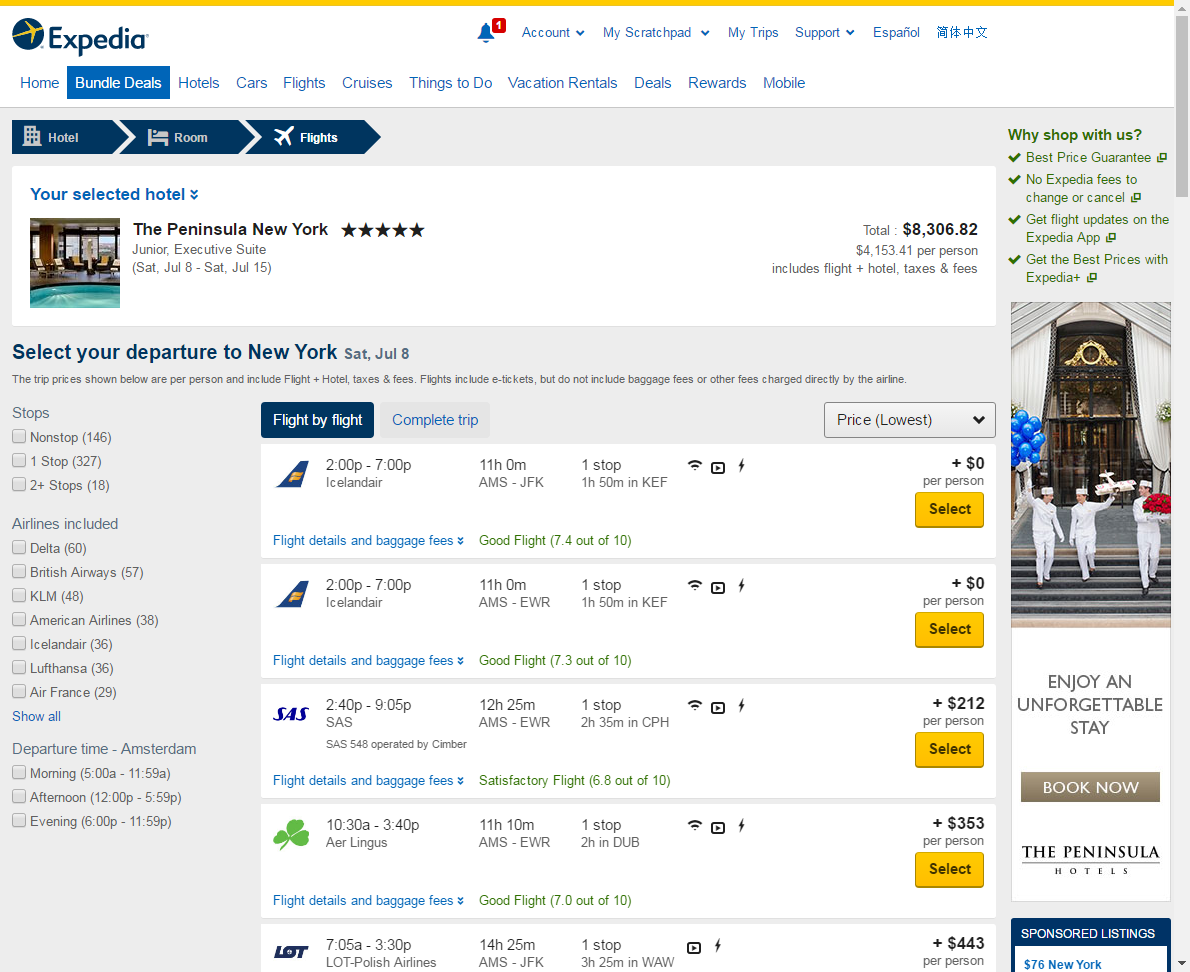 Expedia
1
Account
My Scratchpad
My Trips
Support
Español
简体中文
Home
Bundle Deals
Hotels
Cars
Flights
Cruises
Things to Do
Vacation Rentals
Deals
Rewards
Mobile
Hotel
Room
Flights
Your selected hotel
The Peninsula New York
Junior, Executive Suite
(Sat, Jul 8 - Sat, Jul 15)
Total : $8,306.82
$4,153.41 per person
includes flight + hotel, taxes & fees
Select your departure to New York Sat, Jul 8
The trip prices shown below are per person and include Flight + Hotel, taxes & fees. Flights include e-tickets, but do not include baggage fees or other fees charged directly by the airline.
Stops
Nonstop (146)
1 Stop (327)
2+ Stops (18)
Airlines included
Delta (60)
British Airways (57)
KLM (48)
American Airlines (38)
Icelandair (36)
Lufthansa (36)
Air France (29)
Show all
Departure time - Amsterdam
Morning (5:00a - 11:59a)
Afternoon (12:00p - 5:59p)
Evening (6:00p - 11:59p)
Flight by flight
Complete trip
Price (Lowest)
2:00p - 7:00p
Icelandair
11h 0m
AMS - JFK
1 stop
1h 50m in KEF
+ $0
per person
Select
Flight details and baggage fees
Good Flight (7.4 out of 10)
2:00p - 7:00p
Icelandair
11h 0m
AMS - EWR
1 stop
1h 50m in KEF
+ $0
per person
Select
Flight details and baggage fees
Good Flight (7.3 out of 10)
SAS
2:40p - 9:05p
SAS
SAS 548 operated by Cimber
12h 25m
AMS - EWR
1 stop
2h 35m in CPH
+ $212
per person
Select
Flight details and baggage fees
Satisfactory Flight (6.8 out of 10)
10:30a - 3:40p
Aer Lingus
11h 10m
AMS - EWR
1 stop
2h in DUB
+ $353
per person
Select
Flight details and baggage fees
Good Flight (7.0 out of 10)
LOT
7:05a - 3:30p
LOT-Polish Airlines
14h 25m
AMS - JFK
1 stop
3h 25m in WAW
+ $443
per person
Why shop with us?
Best Price Guarantee
No Expedia fees to
change or cancel
Get flight updates on the
Expedia App
Get the Best Prices with
Expedia+
ENJOY AN
UNFORGETTABLE
STAY
BOOK NOW
THE PENINSULA
HOTELS
SPONSORED LISTINGS
$76 New York